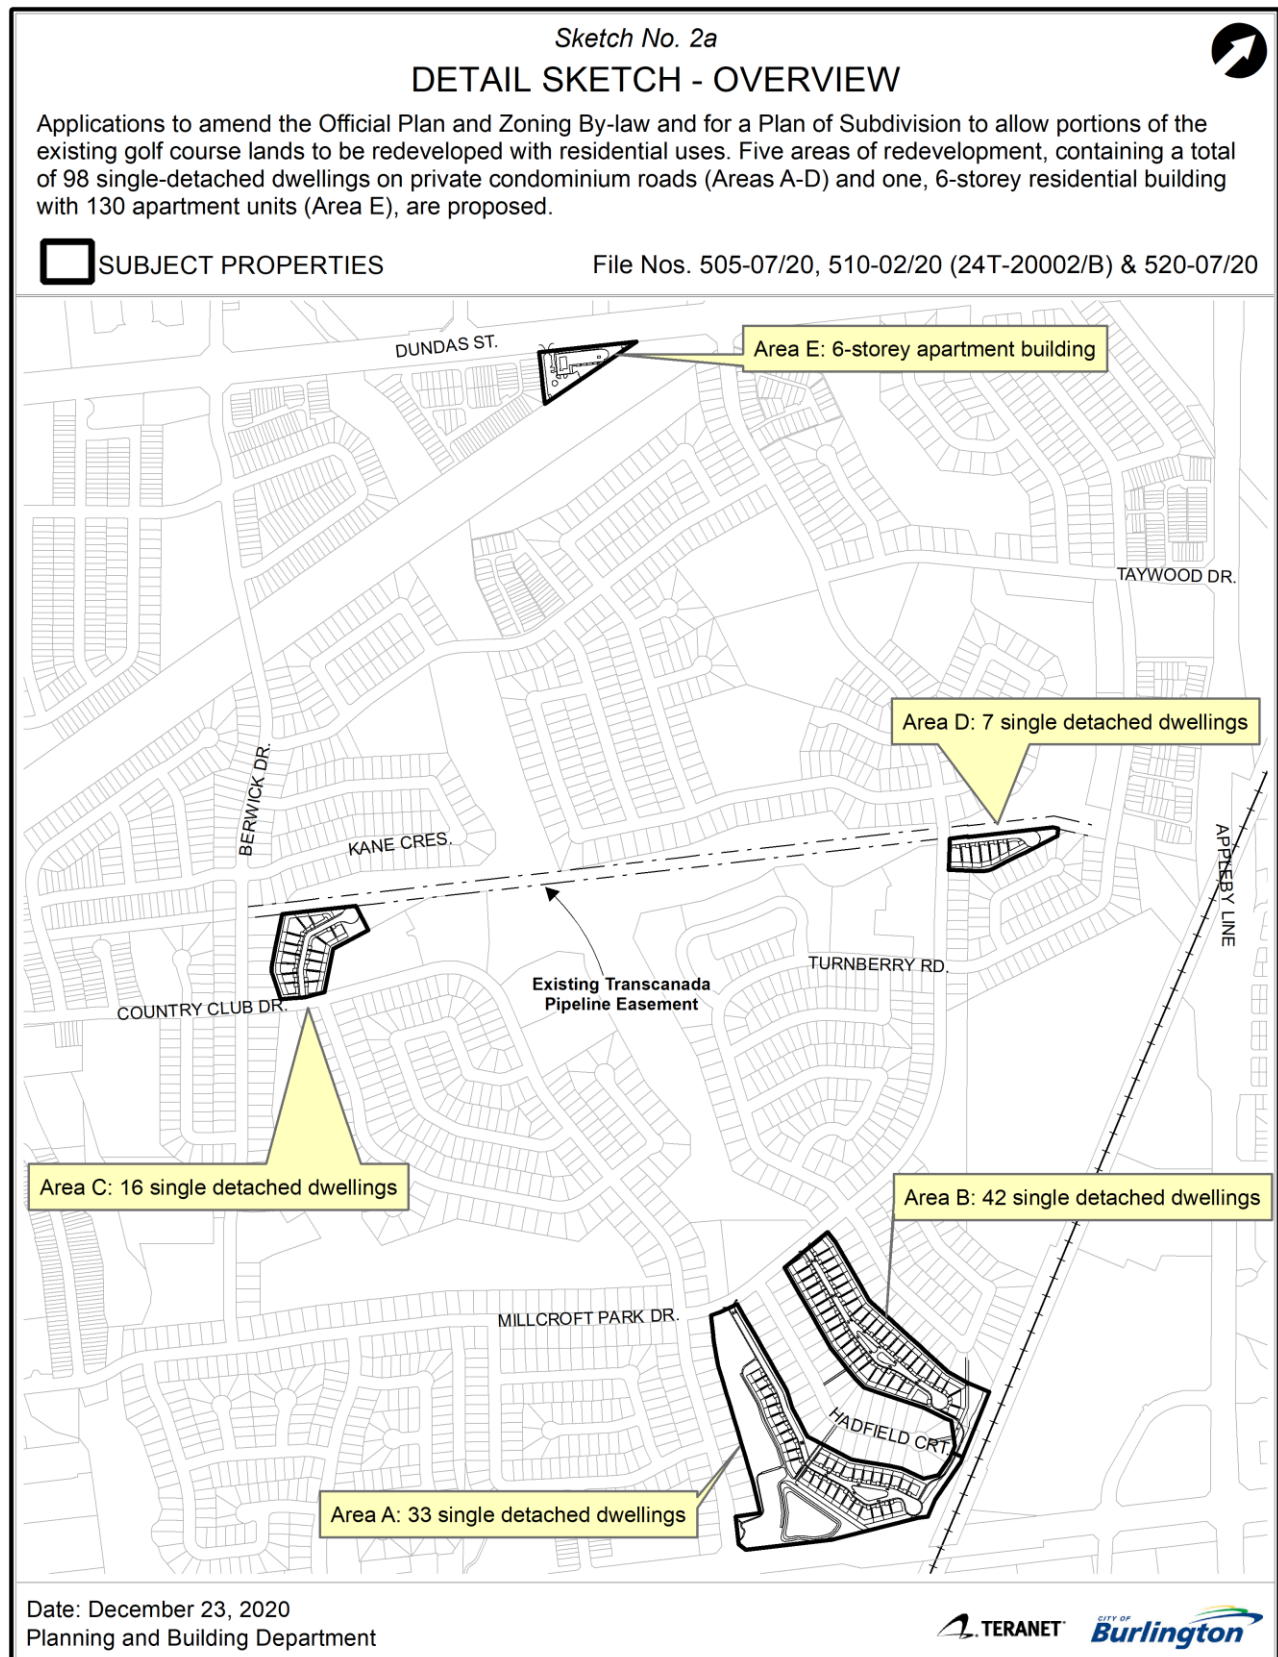 Sketch No. 2a
DETAIL SKETCH - OVERVIEW
Applications to amend the Official Plan and Zoning By-law and for a Plan of Subdivision to allow portions of the
existing golf course lands to be redeveloped with residential uses. Five areas of redevelopment, containing a total
of 98 single-detached dwellings on private condominium roads (Areas A-D) and one, 6-storey residential building
with 130 apartment units (Area E), are proposed.
SUBJECT PROPERTIES
File Nos. 505-07/20, 510-02/20 (24T-20002/B) & 520-07/20
DUNDAS ST.
Area E: 6-storey apartment building
TAYWOOD DR.
Area D: 7 single detached dwellings
BERWICK DR.
KANE CRES.
APPLEBY LINE
TURNBERRY RD.
Existing Transcanada
Pipeline Easement
COUNTRY CLUB DR.
Area C: 16 single detached dwellings
Area B: 42 single detached dwellings
MILLCROFT PARK DR.
HADFIELD CRT.
Area A: 33 single detached dwellings
Date: December 23, 2020
Planning and Building Department
TERANET
CITY OF
Burlington